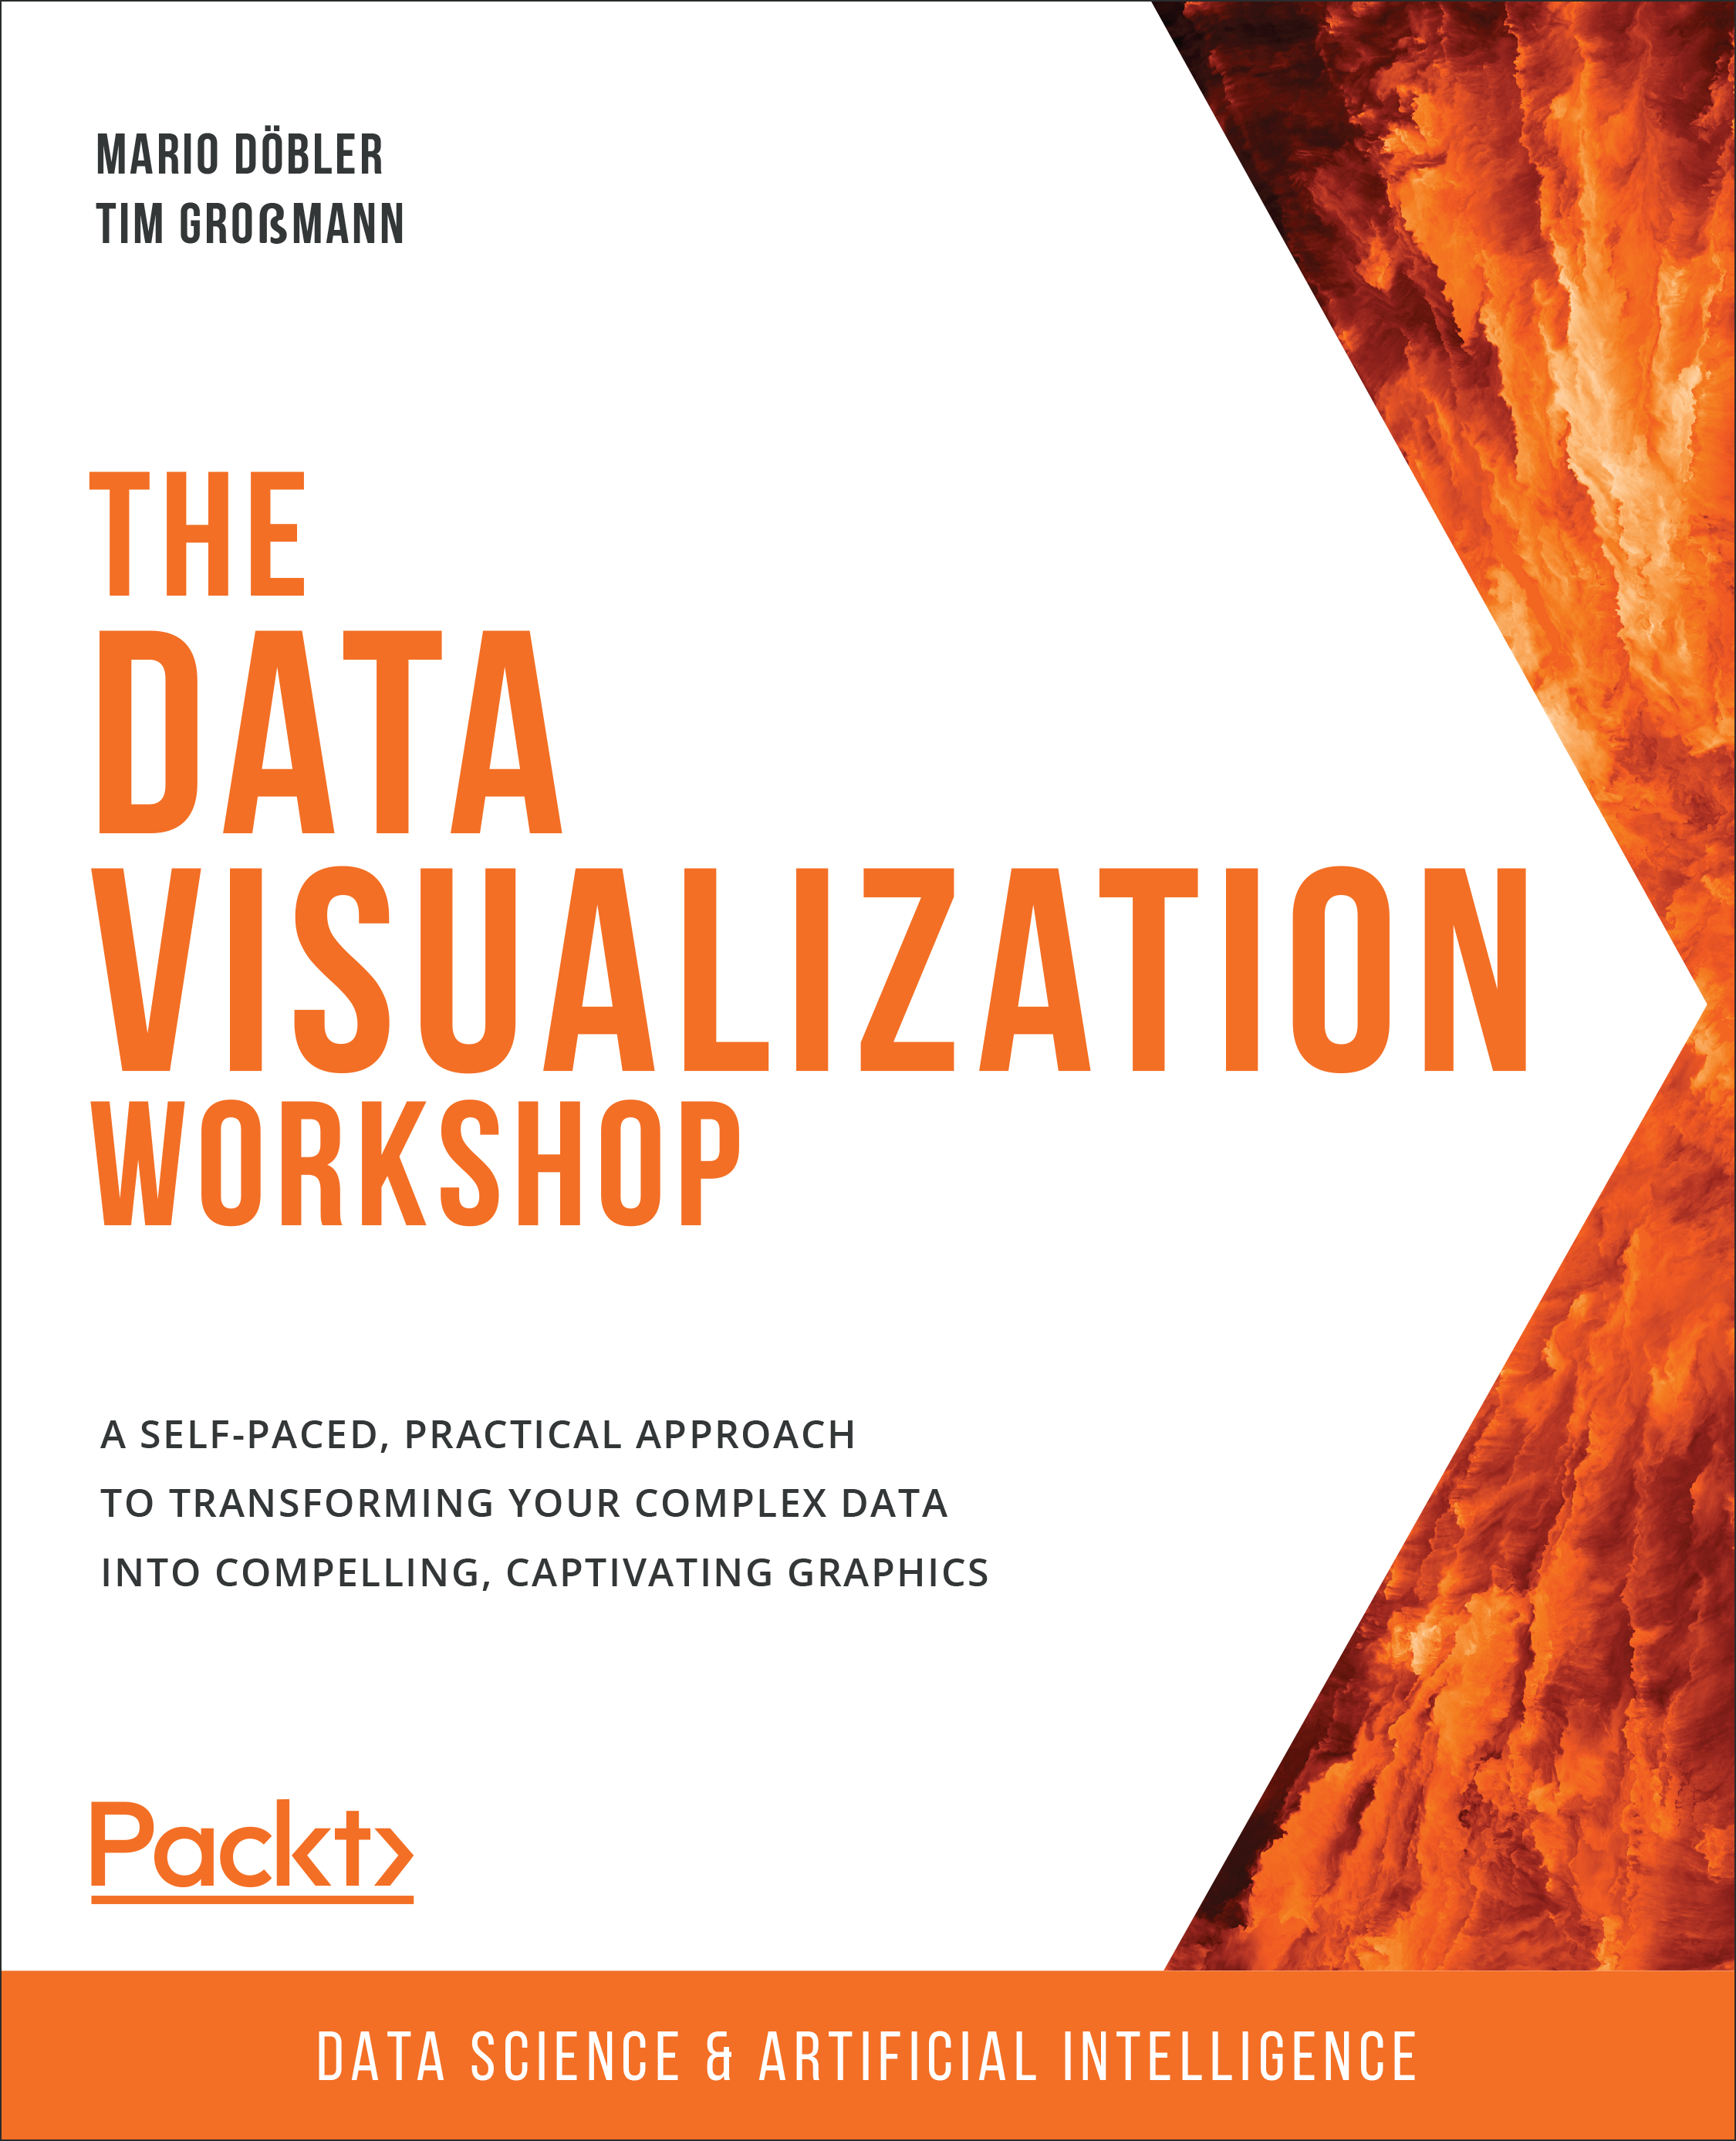 MARIO DÖBLER
TIM GROßMANN
THE
DATA
VISUALIZATION
WORKSHOP
A SELF-PACED, PRACTICAL APPROACH
TO TRANSFORMING YOUR COMPLEX DATA
INTO COMPELLING, CAPTIVATING GRAPHICS
Packt>
DATA SCIENCE & ARTIFICIAL INTELLIGENCE